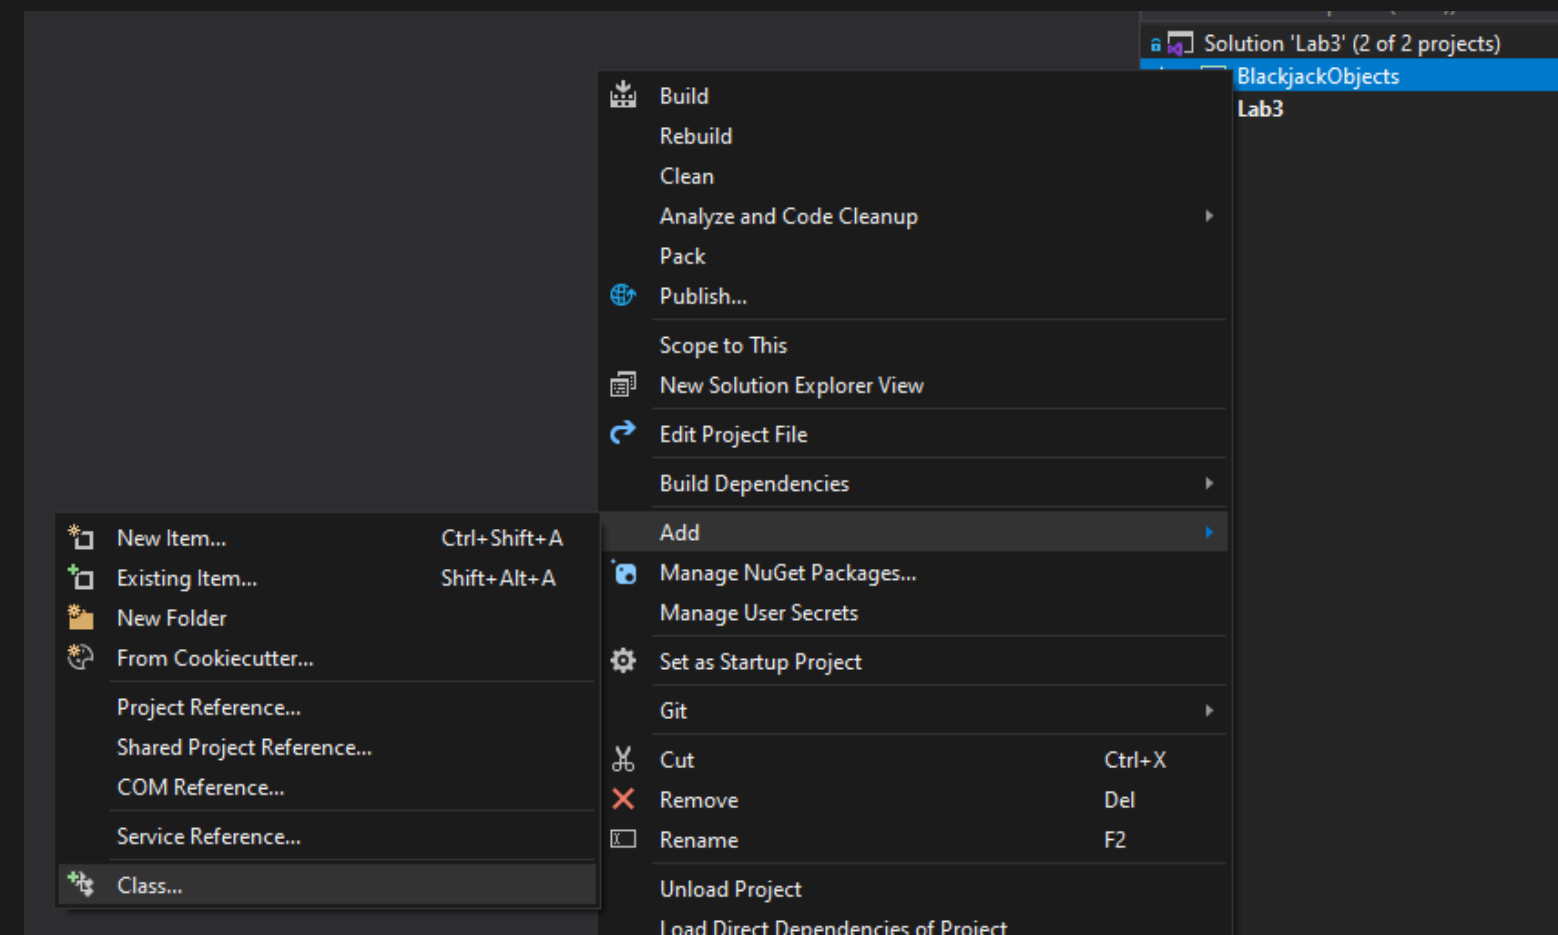 Solution 'Lab3' (2 of 2 projects)
BlackjackObjects
Lab3
Build
Rebuild
Clean
Analyze and Code Cleanup
Pack
Publish...
Scope to This
New Solution Explorer View
Edit Project File
Build Dependencies
Add
Manage NuGet Packages...
Manage User Secrets
Set as Startup Project
Git
Cut Ctrl+X
Remove Del
Rename F2
Unload Project
Load Direct Dependencies of Project
New Item... Ctrl+Shift+A
Existing Item... Shift+Alt+A
New Folder
From Cookiecutter...
Project Reference...
Shared Project Reference...
COM Reference...
Service Reference...
Class...